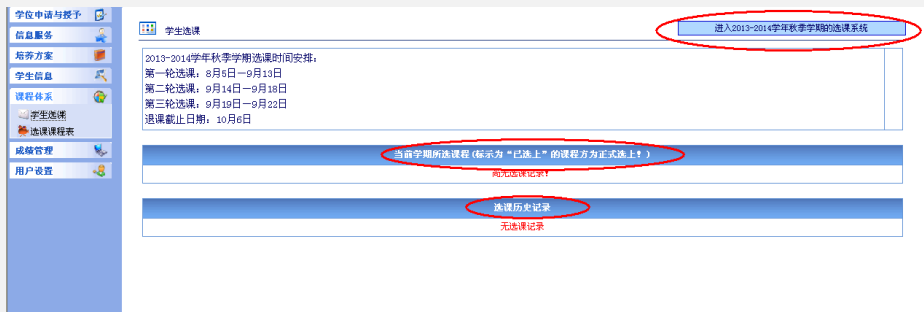 学位申请与授予
信息服务
培养方案
学生信息
课程体系
学生选课
选课课程表
成绩管理
用户设置
学生选课
进入2013-2014学年秋季学期的选课系统
2013-2014学年秋季学期选课时间安排:
第一轮选课: 8月5日—9月13日
第二轮选课: 9月14日—9月18日
第三轮选课: 9月19日—9月22日
退课截止日期: 10月6日
当前学期所选课程(标示为“已选上”的课程方为正式选上!)
尚无选课记录!
选课历史记录
无选课记录